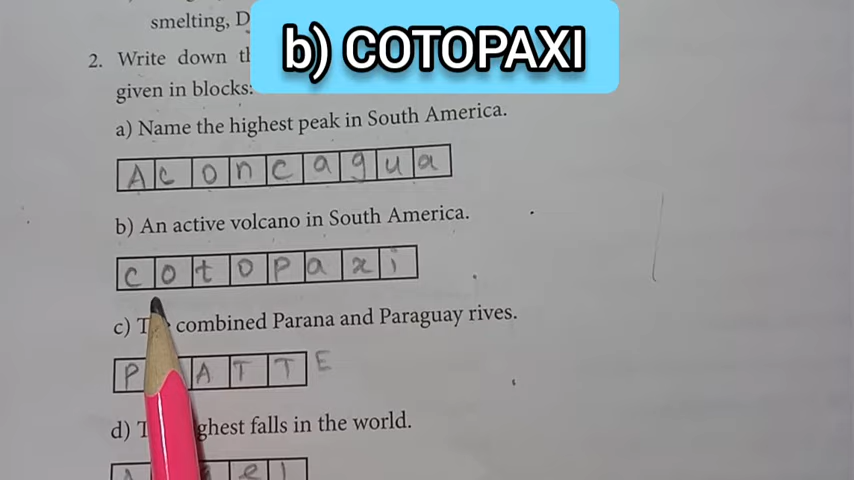 smelting, D
b) COTOPAXI
2. Write down th
given in blocks:
a) Name the highest peak in South America.
Aconcagua
b) An active volcano in South America.
cotopaxi
c) T combined Parana and Paraguay rives.
P ATTE
d) T ghest falls in the world.
A el